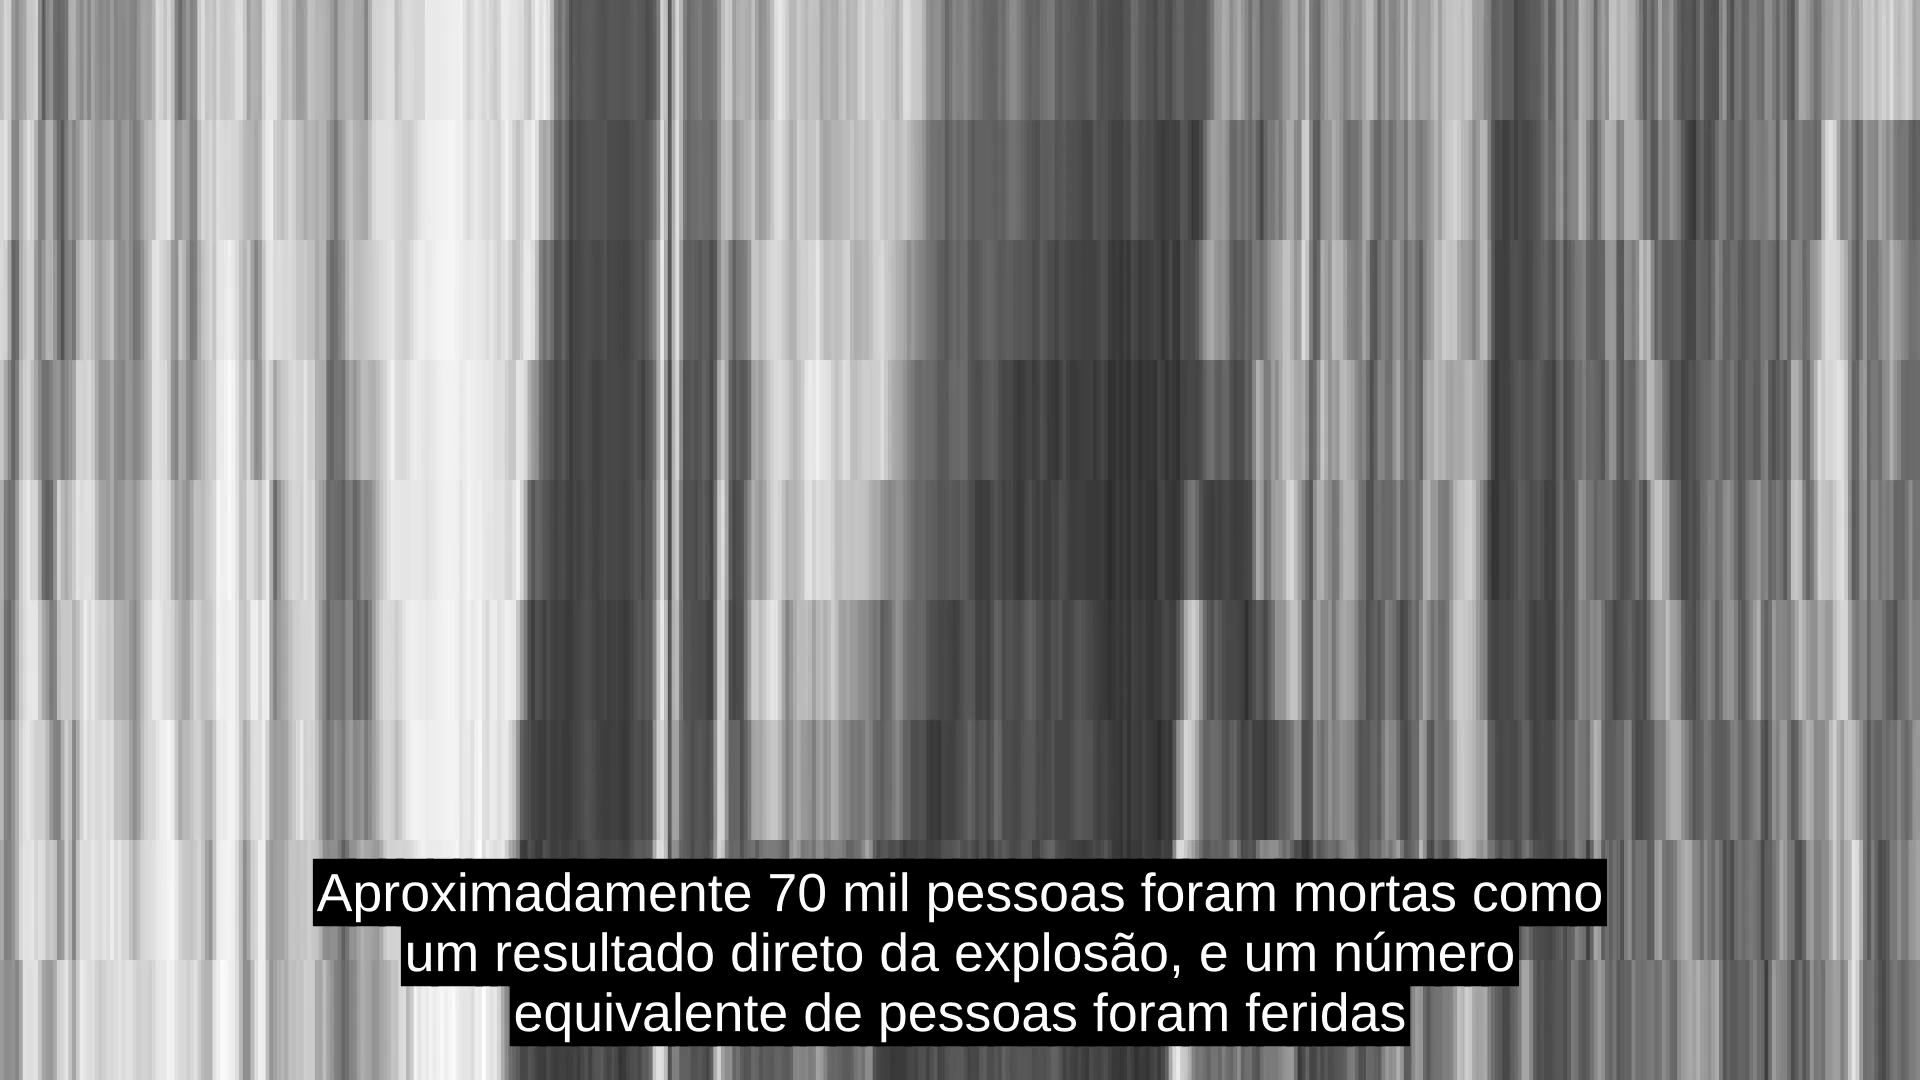 Aproximadamente 70 mil pessoas foram mortas como
um resultado direto da explosão, e um número
equivalente de pessoas foram feridas